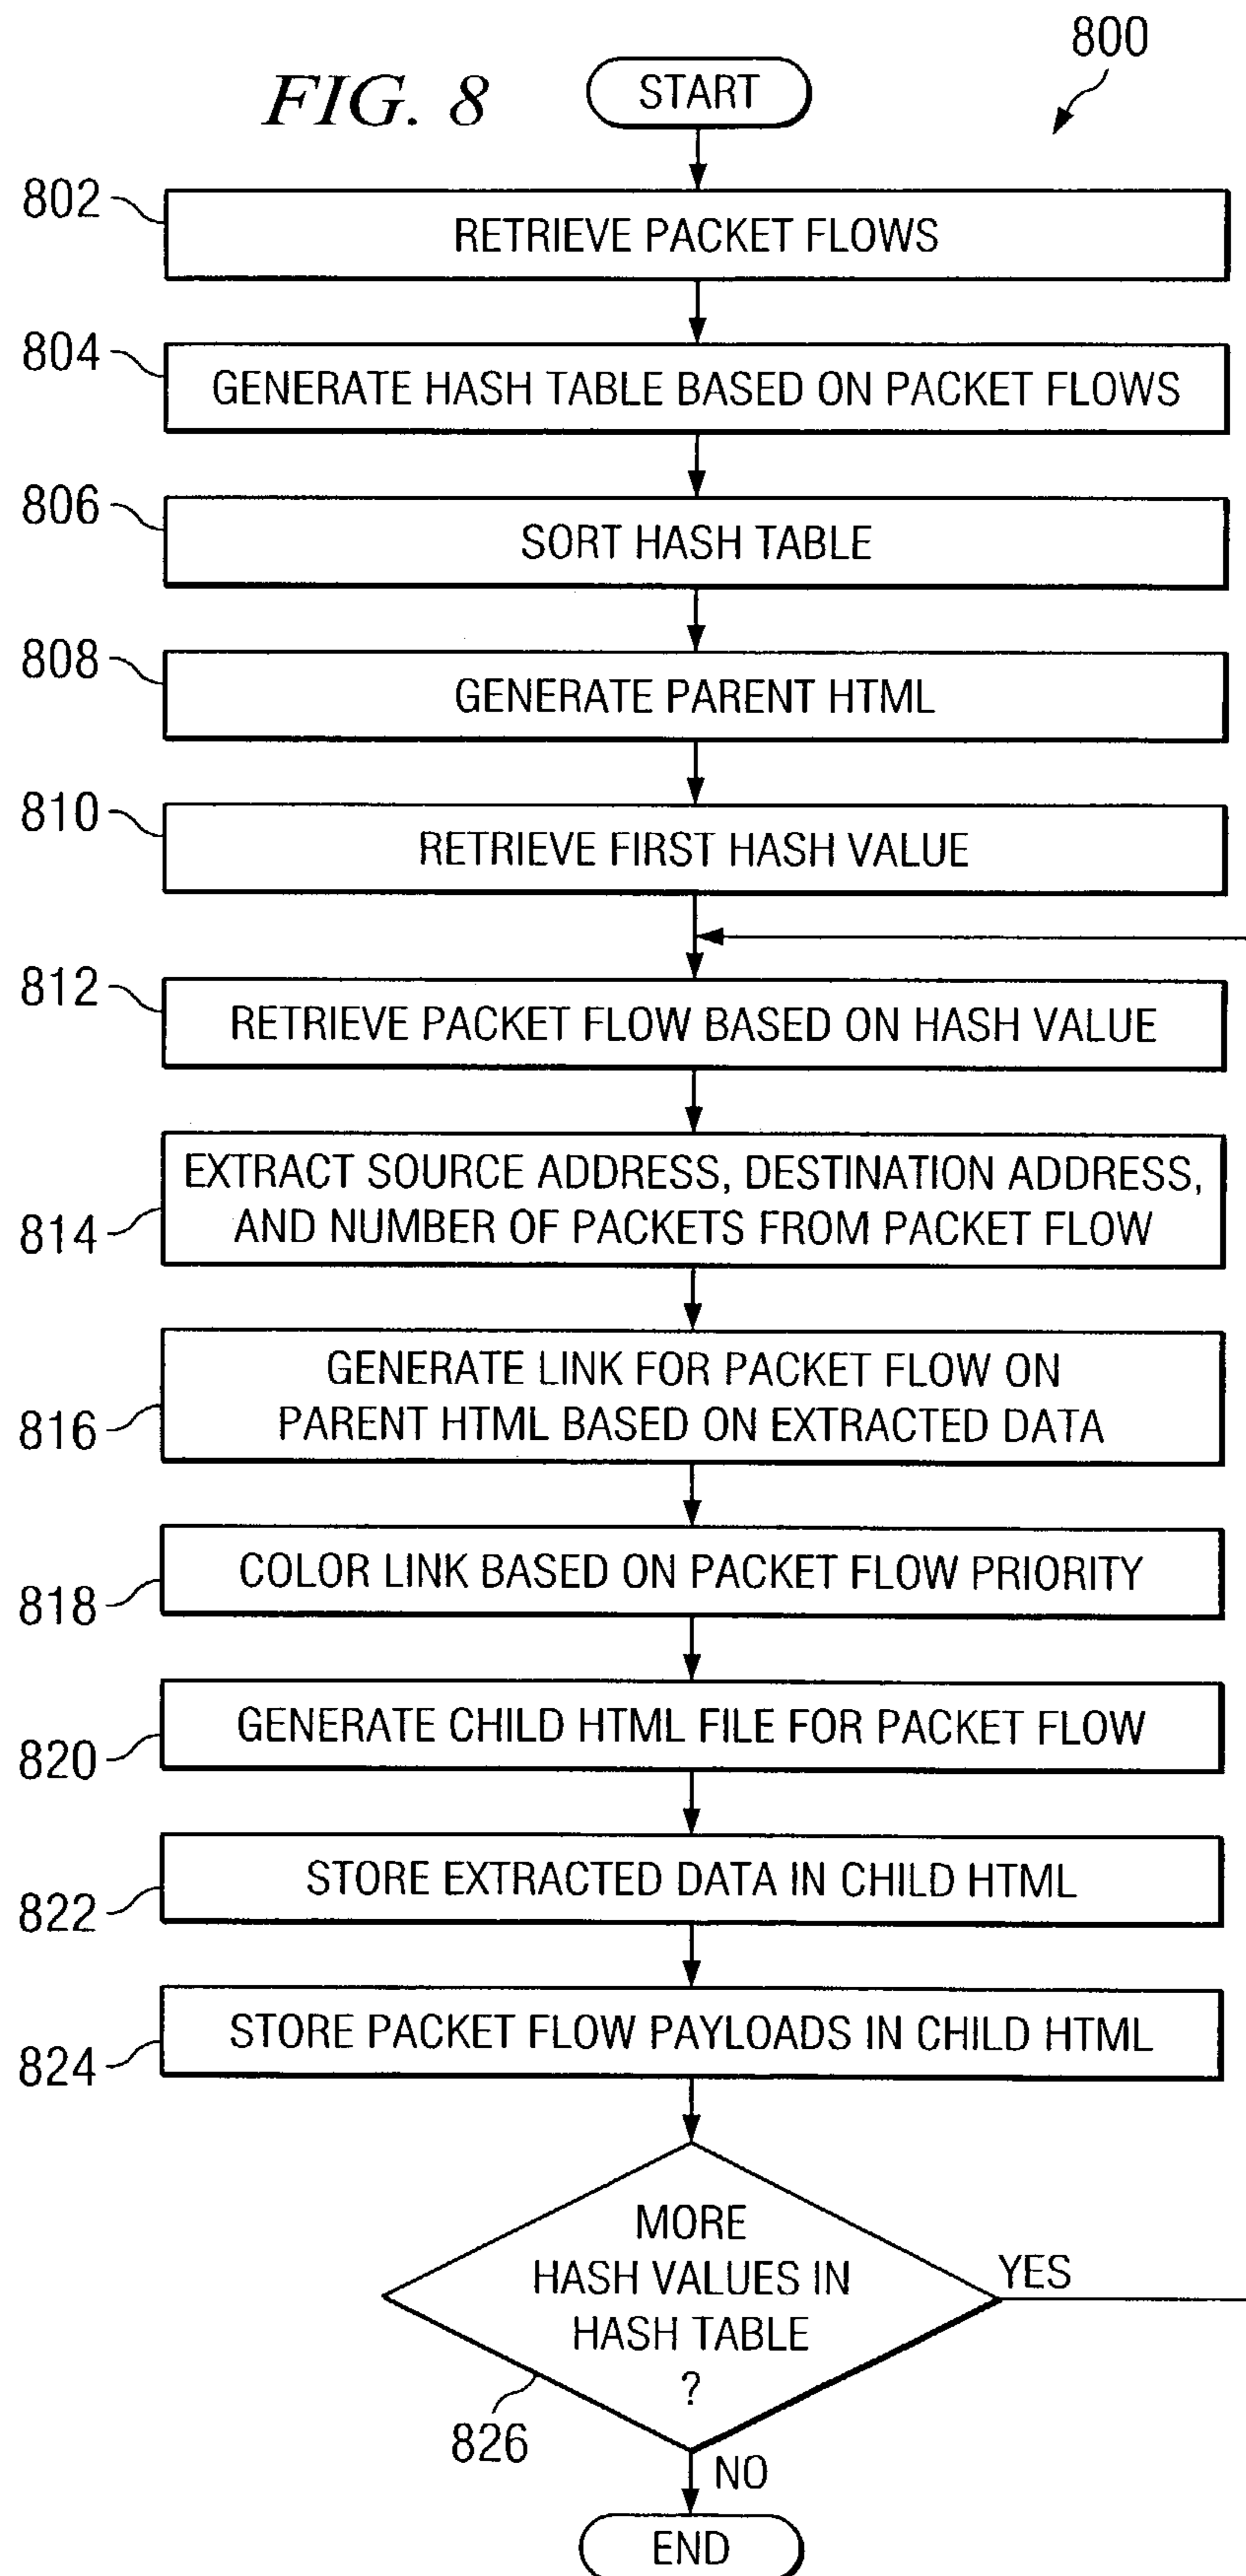 800
FIG. 8
START
802
RETRIEVE PACKET FLOWS
804
GENERATE HASH TABLE BASED ON PACKET FLOWS
806
SORT HASH TABLE
808
GENERATE PARENT HTML
810
RETRIEVE FIRST HASH VALUE
812
RETRIEVE PACKET FLOW BASED ON HASH VALUE
814
EXTRACT SOURCE ADDRESS, DESTINATION ADDRESS,
AND NUMBER OF PACKETS FROM PACKET FLOW
816
GENERATE LINK FOR PACKET FLOW ON
PARENT HTML BASED ON EXTRACTED DATA
818
COLOR LINK BASED ON PACKET FLOW PRIORITY
820
GENERATE CHILD HTML FILE FOR PACKET FLOW
822
STORE EXTRACTED DATA IN CHILD HTML
824
STORE PACKET FLOW PAYLOADS IN CHILD HTML
MORE
HASH VALUES IN
HASH TABLE
?
YES
826
NO
END